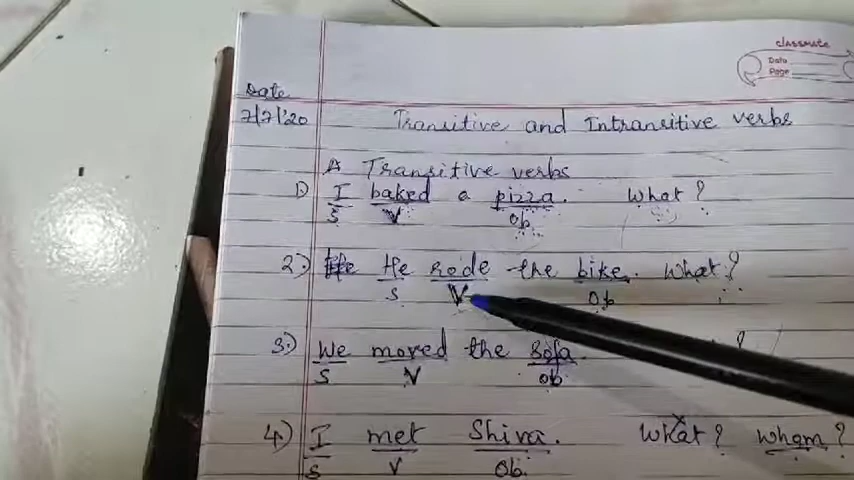 classmate
Date
Page
Date
7/7/'20
Transitive and Intransitive verbs
A Transitive verbs
1) I baked a pizza. What?
S V Ob
2) He rode the bike. What?
S V Ob
3) We moved the sofa. ?
S V Ob
4) I met Shiva. What? whom?
S V Ob